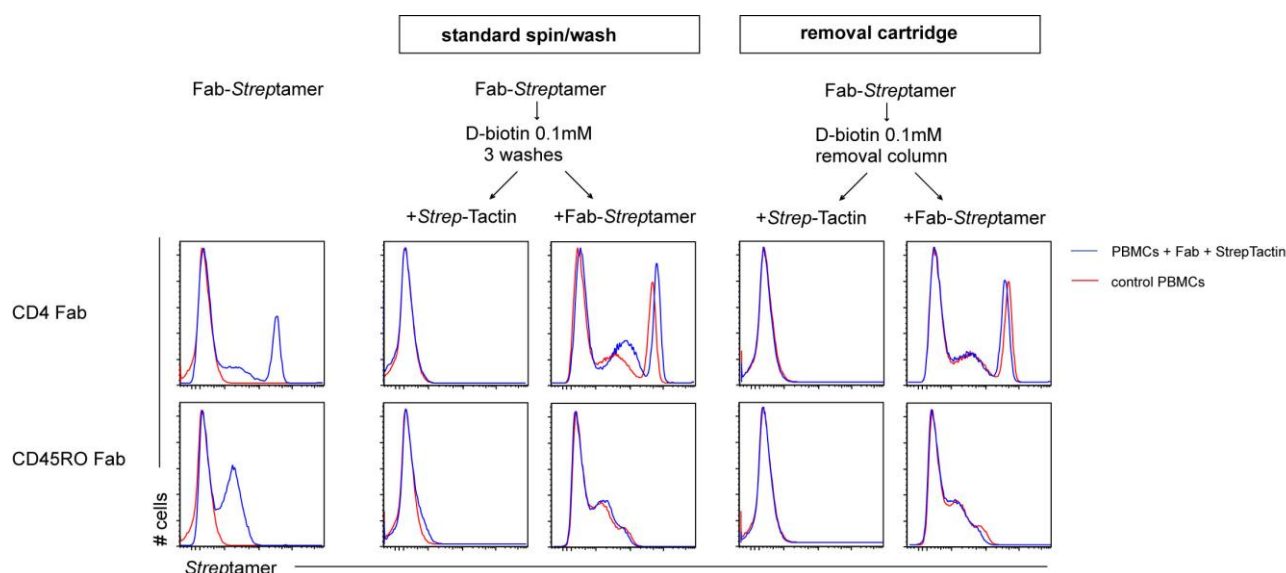 standard spin/wash
removal cartridge
Fab-Streptamer
Fab-Streptamer
Fab-Streptamer
D-biotin 0.1mM
3 washes
D-biotin 0.1mM
removal column
+Strep-Tactin
+Fab-Streptamer
+Strep-Tactin
+Fab-Streptamer
PBMCs + Fab + StrepTactin
control PBMCs
CD4 Fab
CD45RO Fab
# cells
Streptamer